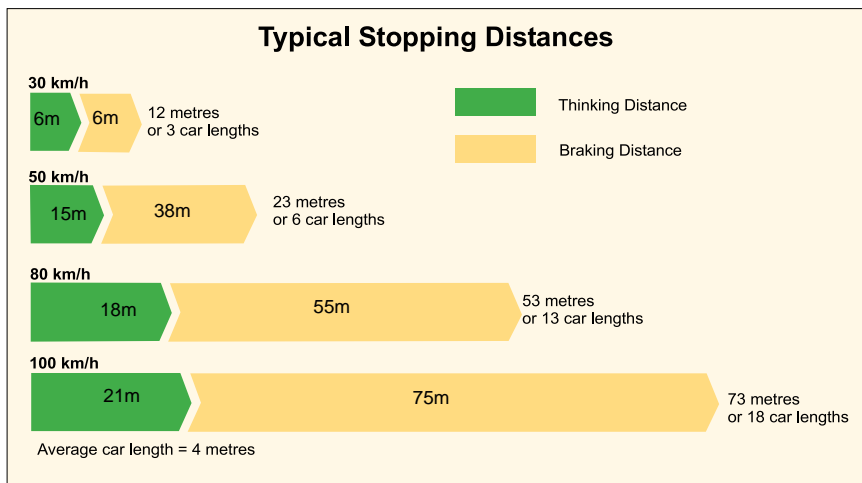 Typical Stopping Distances
30 km/h
6m 6m
12 metres
or 3 car lengths
Thinking Distance
Braking Distance
50 km/h
15m 38m
23 metres
or 6 car lengths
80 km/h
18m 55m
53 metres
or 13 car lengths
100 km/h
21m 75m
73 metres
or 18 car lengths
Average car length = 4 metres